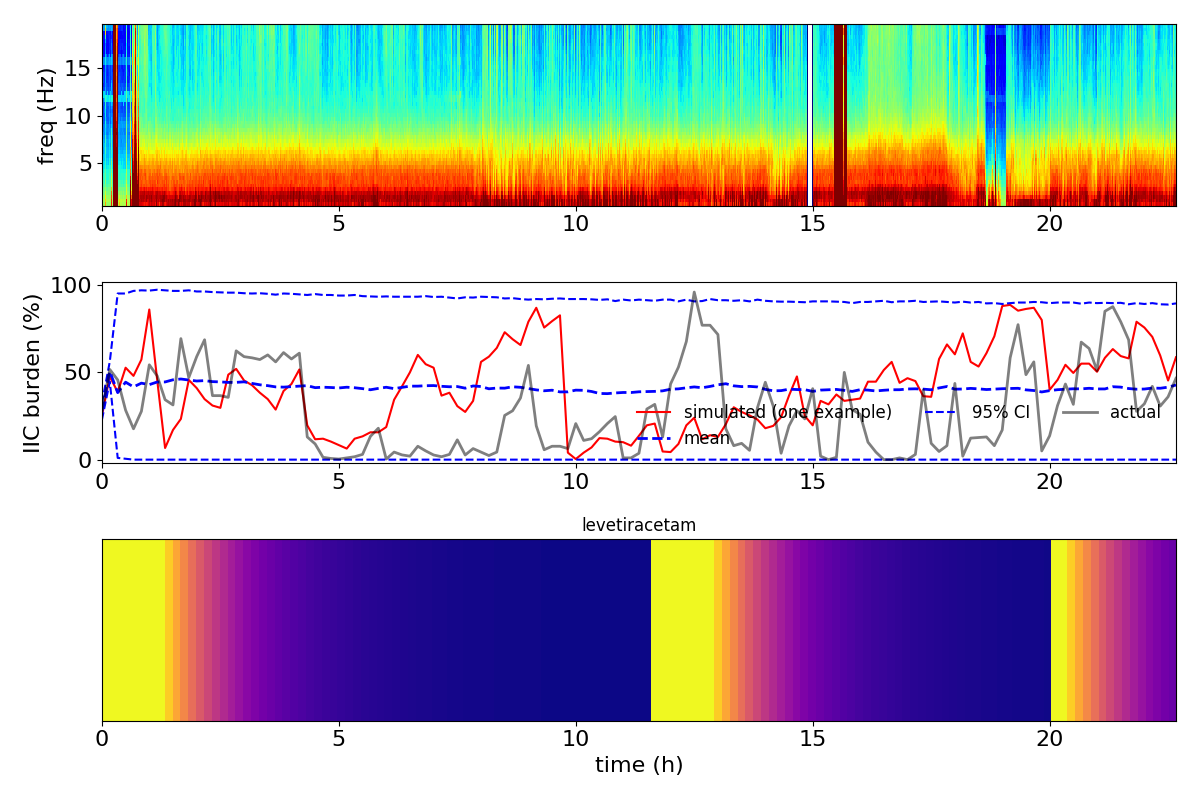 freq (Hz)
15
10
5
0 5 10 15 20
IIC burden (%)
100
50
0
simulated (one example) 95% CI actual
mean
0 5 10 15 20
levetiracetam
0 5 10 15 20
time (h)